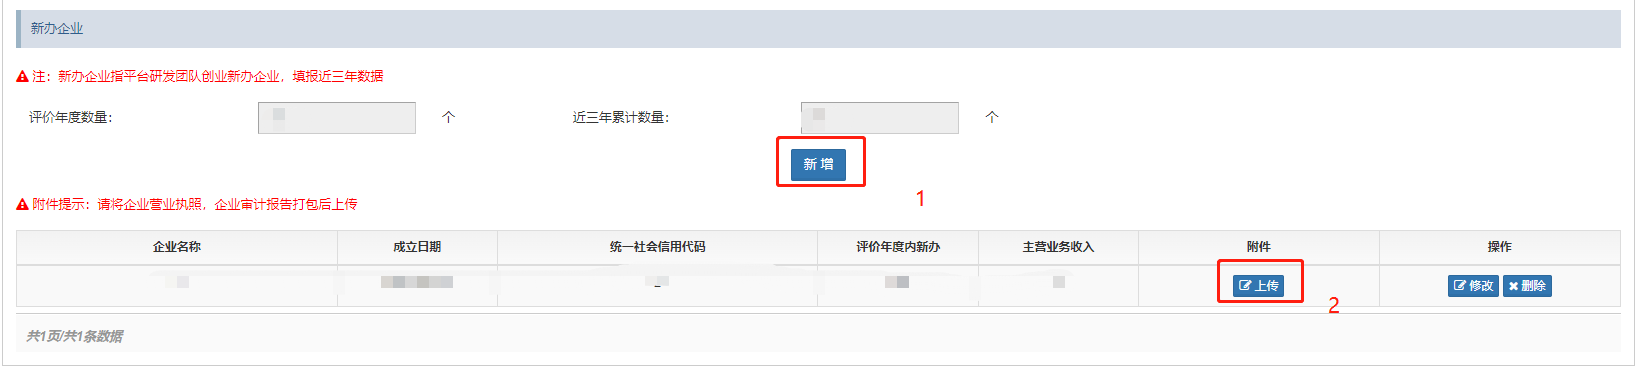 新办企业
注：新办企业指平台研发团队创业新办企业，填报近三年数据
评价年度数量： 个 近三年累计数量： 个
新 增
1
附件提示：请将企业营业执照，企业审计报告打包后上传
企业名称 成立日期 统一社会信用代码 评价年度内新办 主营业务收入 附件 操作
上传 修改 删除
2
共1页/共1条数据